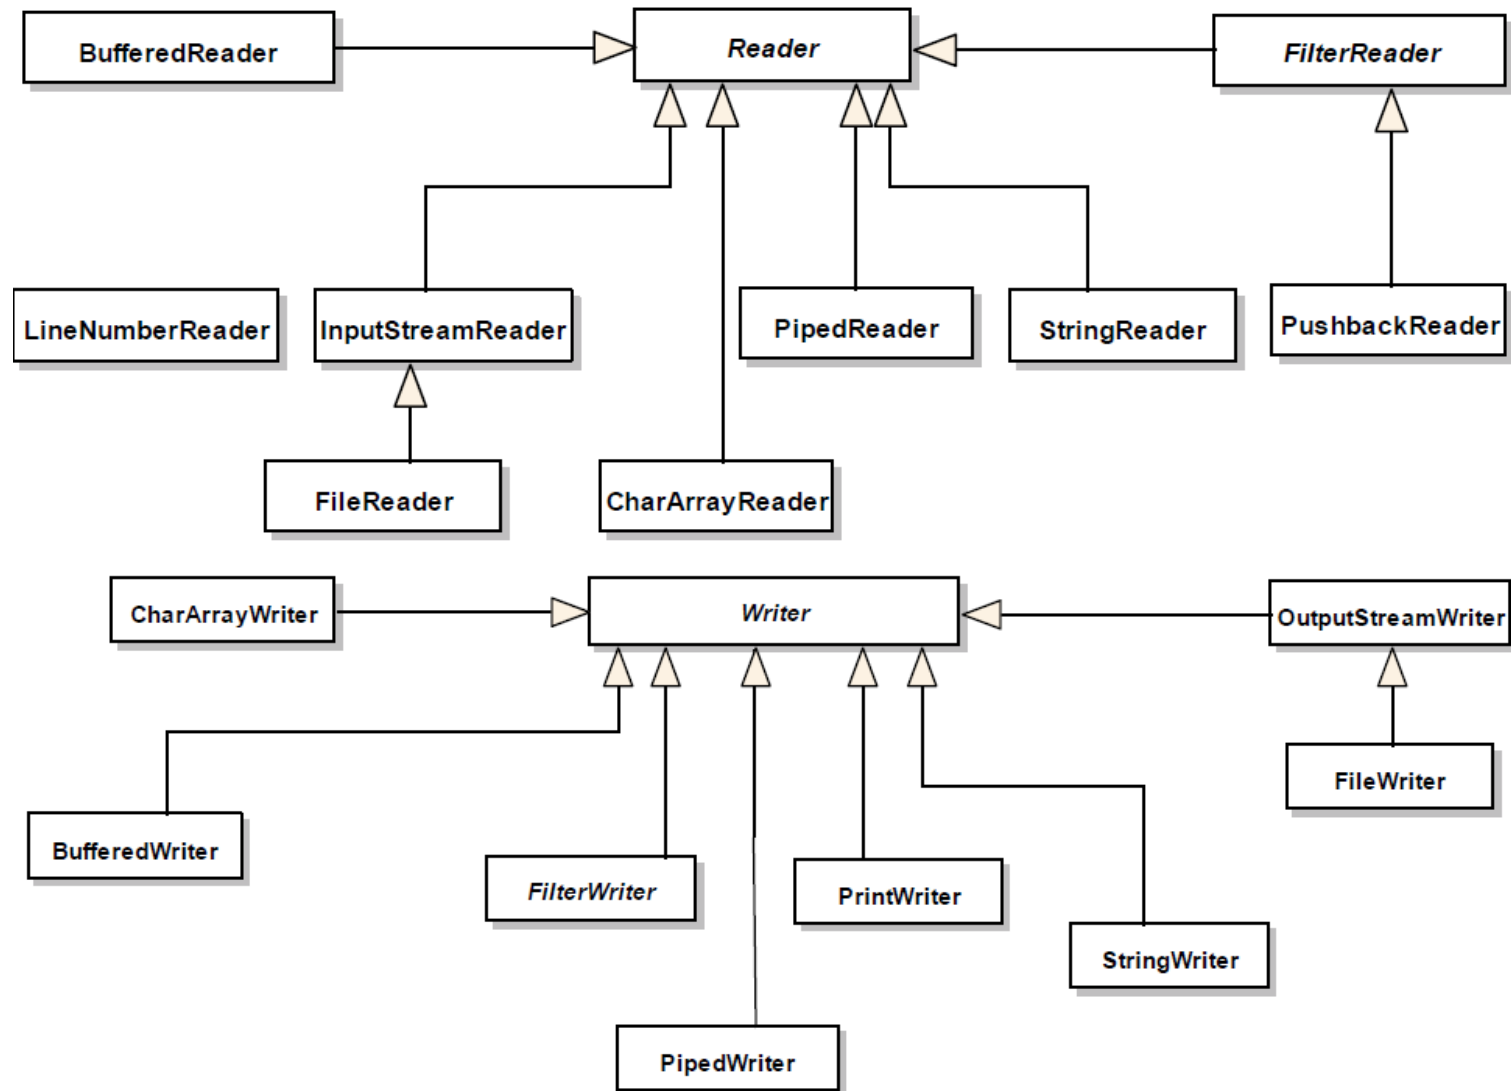 BufferedReader
Reader
FilterReader
LineNumberReader
InputStreamReader
PipedReader
StringReader
PushbackReader
FileReader
CharArrayReader
CharArrayWriter
Writer
OutputStreamWriter
FileWriter
BufferedWriter
FilterWriter
PrintWriter
StringWriter
PipedWriter